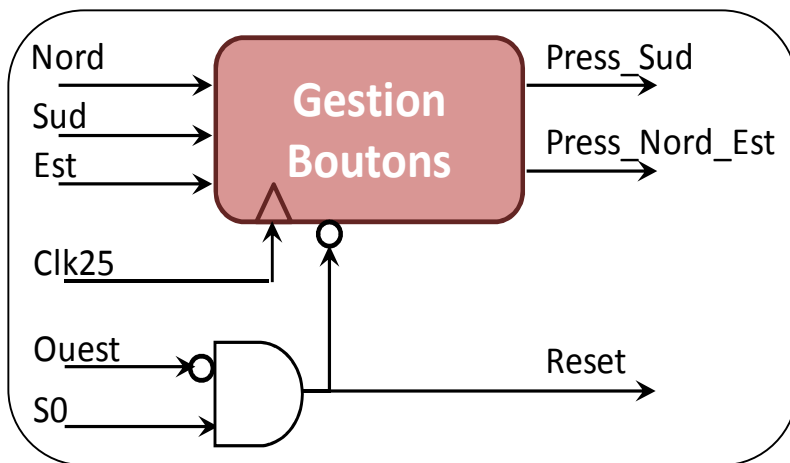 Nord
Sud
Est
Clk25
Ouest
S0
Gestion
Boutons
Press_Sud
Press_Nord_Est
Reset